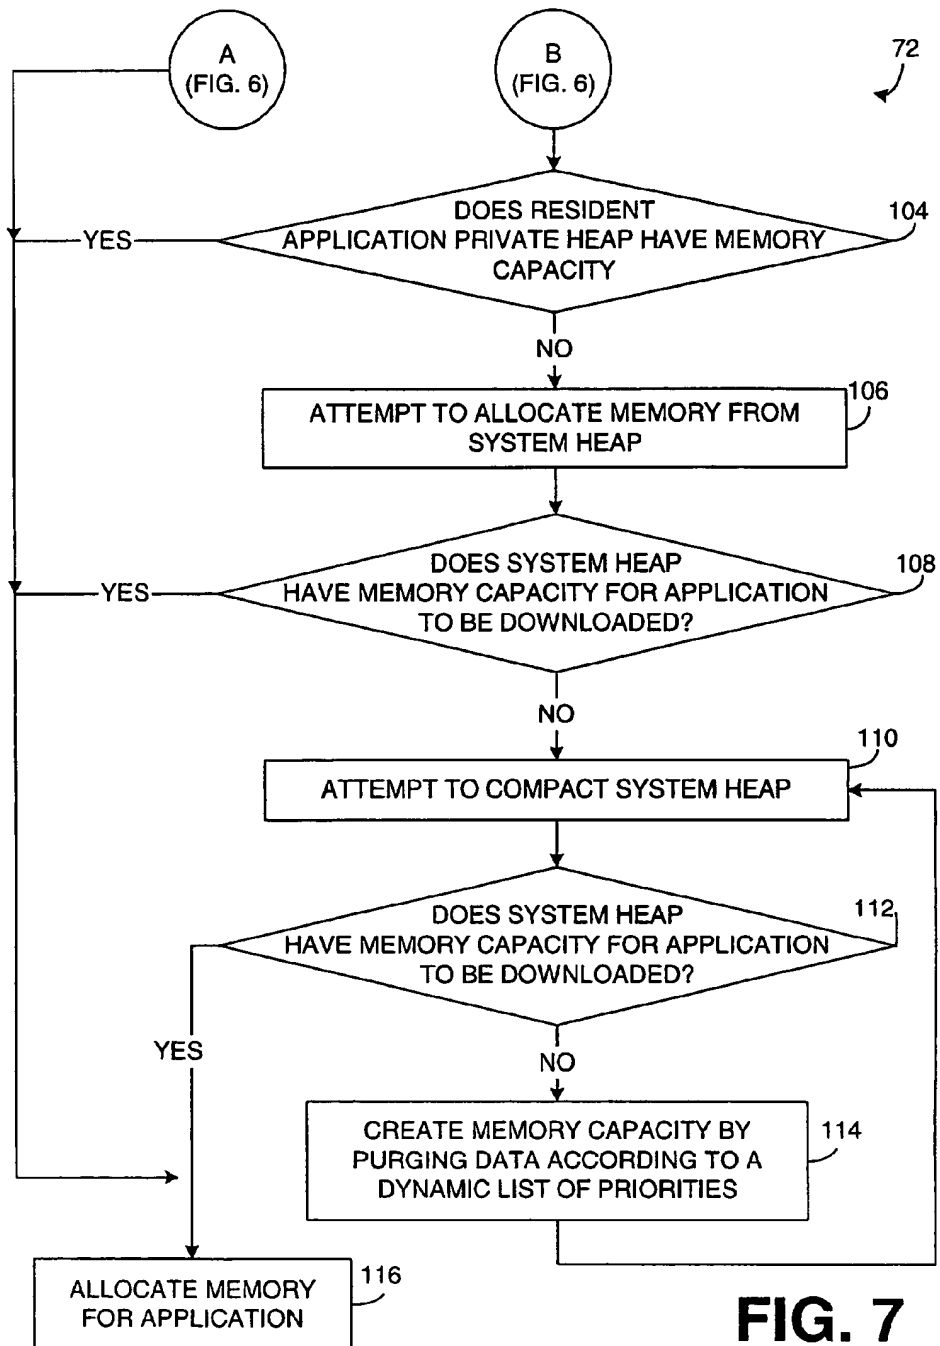 A
(FIG. 6)
B
(FIG. 6)
72
DOES RESIDENT
APPLICATION PRIVATE HEAP HAVE MEMORY
CAPACITY
104
YES
NO
106
ATTEMPT TO ALLOCATE MEMORY FROM
SYSTEM HEAP
DOES SYSTEM HEAP
HAVE MEMORY CAPACITY FOR APPLICATION
TO BE DOWNLOADED?
108
YES
NO
110
ATTEMPT TO COMPACT SYSTEM HEAP
DOES SYSTEM HEAP
HAVE MEMORY CAPACITY FOR APPLICATION
TO BE DOWNLOADED?
112
YES
NO
CREATE MEMORY CAPACITY BY
PURGING DATA ACCORDING TO A
DYNAMIC LIST OF PRIORITIES
114
ALLOCATE MEMORY
FOR APPLICATION
116
FIG. 7